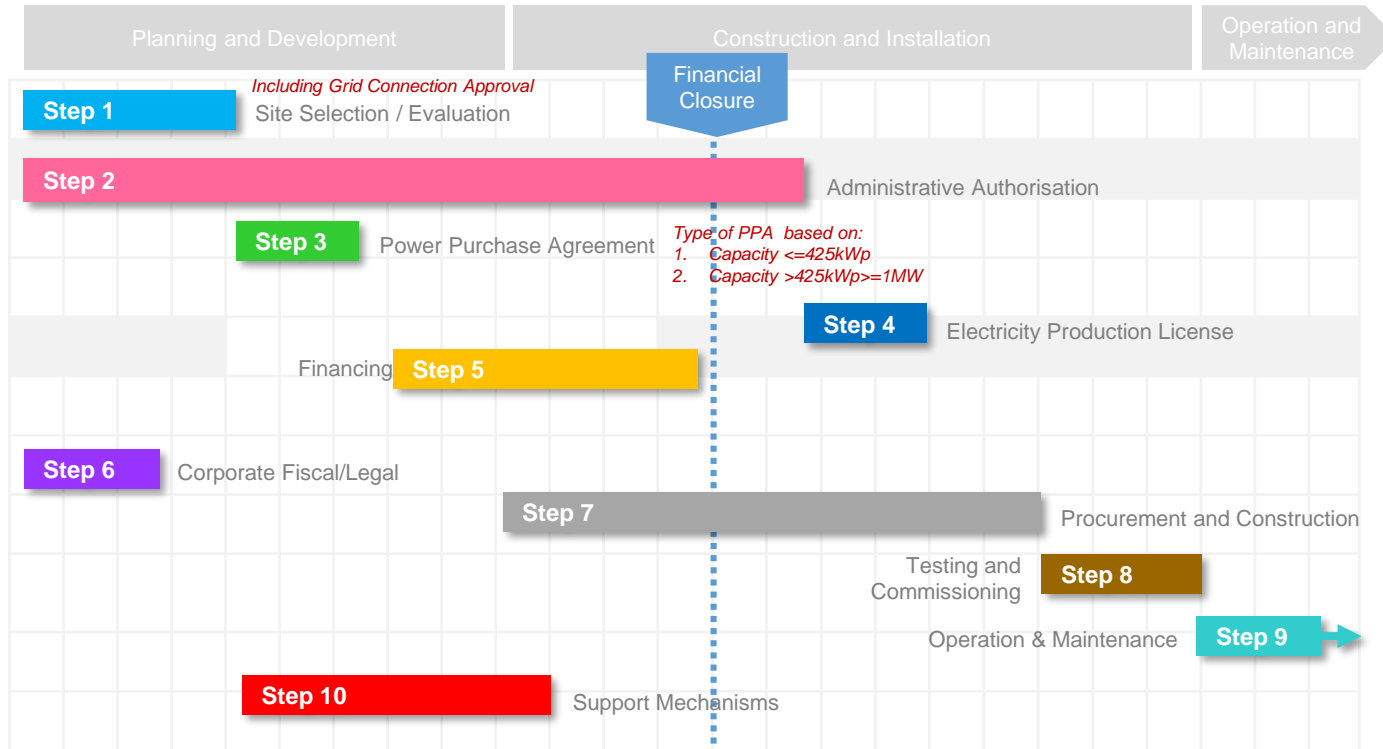 Planning and Development
Construction and Installation
Operation and
Maintenance
Financial
Closure
Including Grid Connection Approval
Step 1
Site Selection / Evaluation
Step 2
Administrative Authorisation
Step 3
Power Purchase Agreement
Type of PPA based on:
1. Capacity <=425kWp
2. Capacity >425kWp>=1MW
Step 4
Electricity Production License
Financing
Step 5
Step 6
Corporate Fiscal/Legal
Step 7
Procurement and Construction
Testing and
Commissioning
Step 8
Operation & Maintenance
Step 9
Step 10
Support Mechanisms